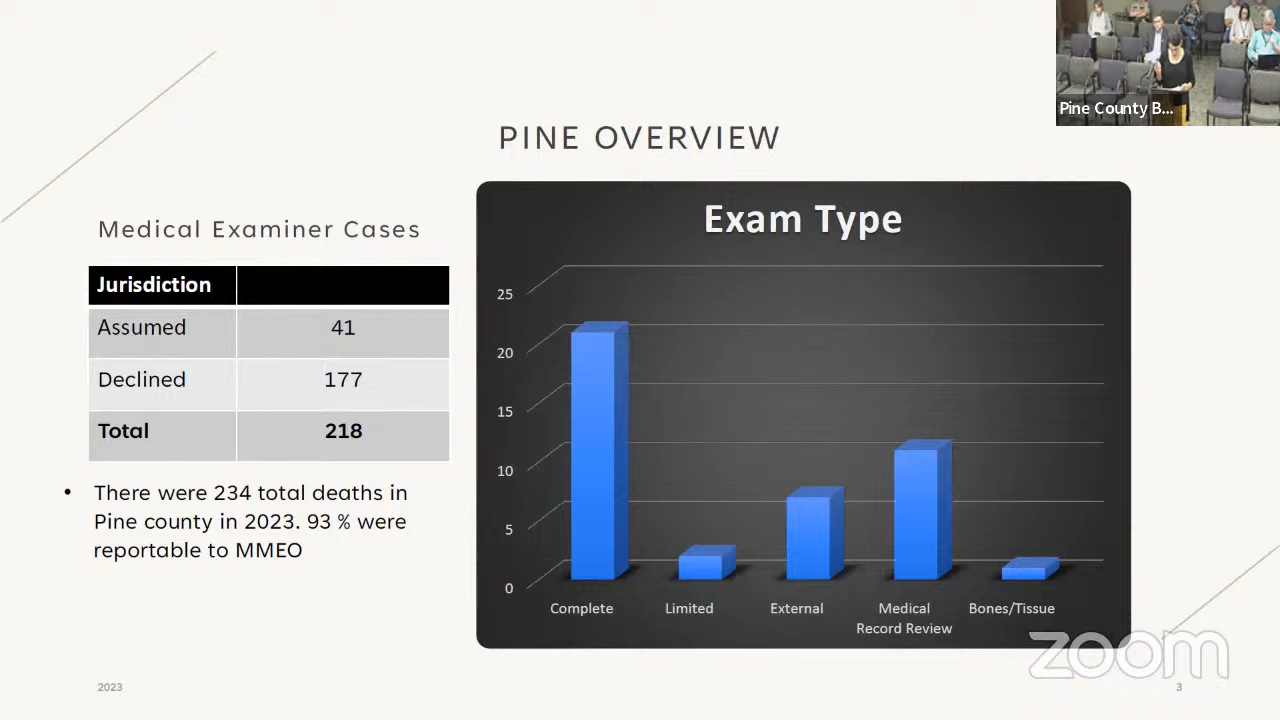 Pine County B...
PINE OVERVIEW
Medical Examiner Cases
Jurisdiction
Assumed 41
Declined 177
Total 218
• There were 234 total deaths in
Pine county in 2023. 93 % were
reportable to MMEO
Exam Type
25
20
15
10
5
0
Complete Limited External Medical Record Review Bones/Tissue
zoom
2023
3